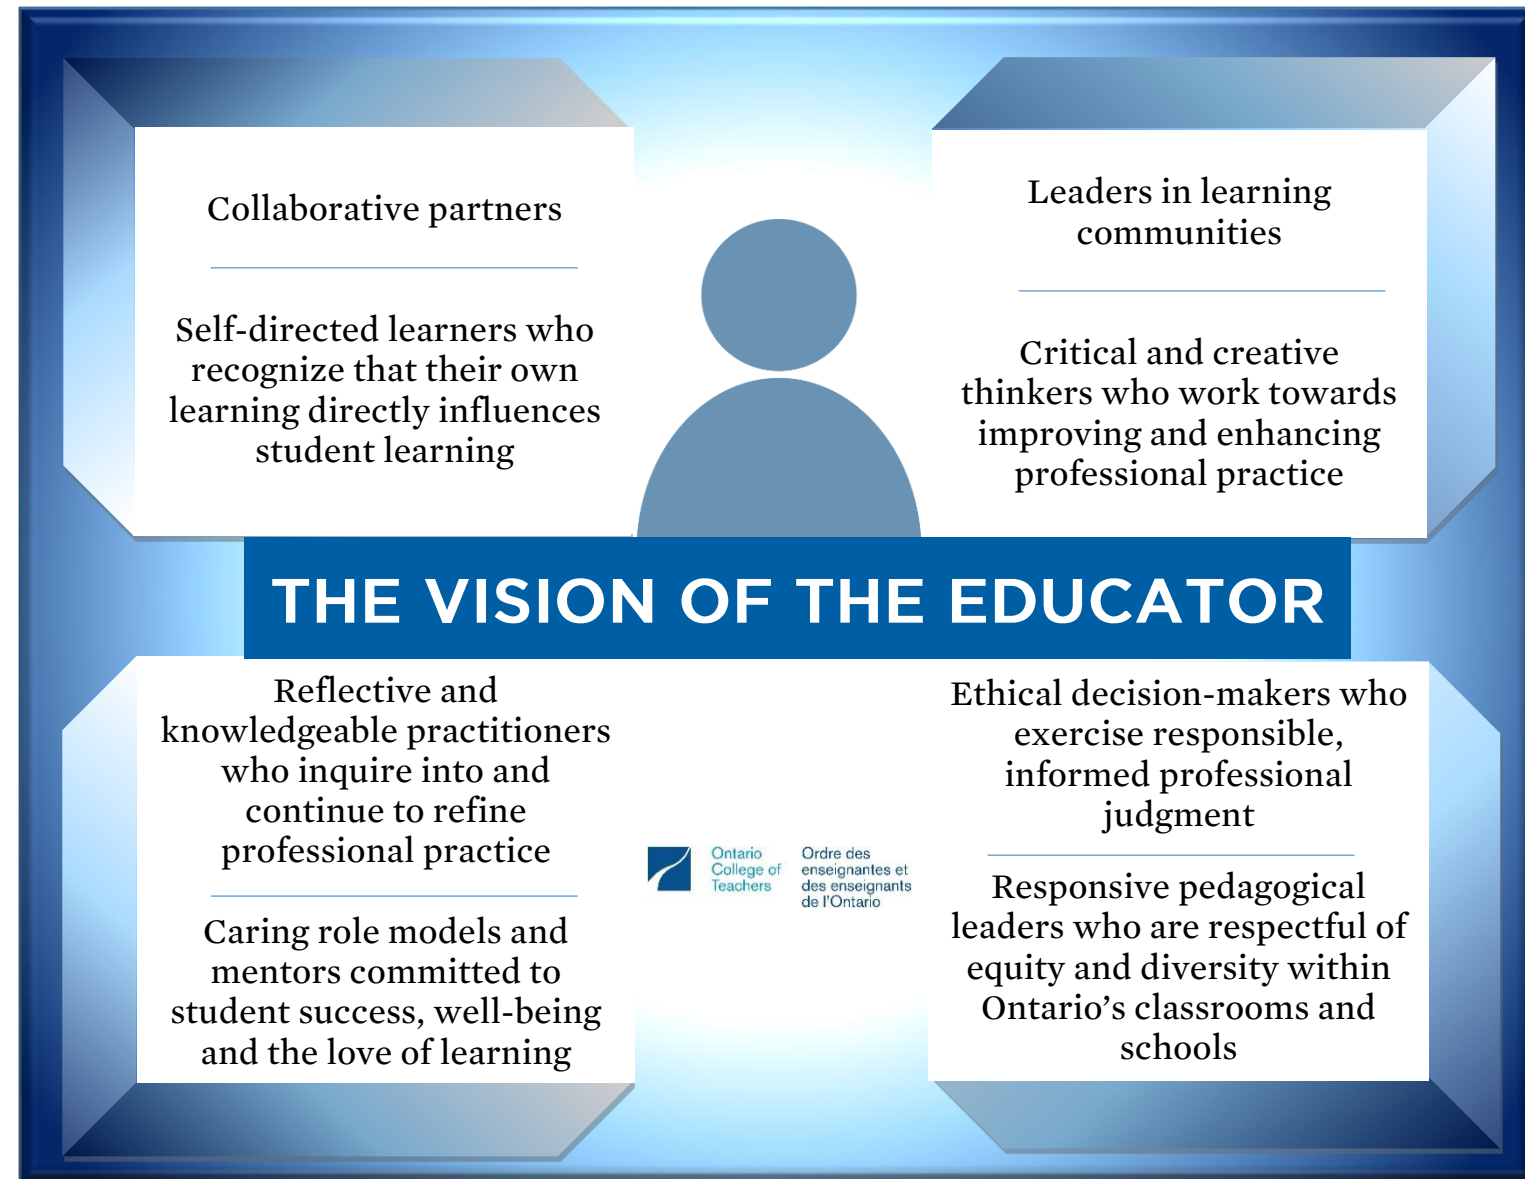 Collaborative partners
Self-directed learners who
recognize that their own
learning directly influences
student learning
Leaders in learning
communities
Critical and creative
thinkers who work towards
improving and enhancing
professional practice
THE VISION OF THE EDUCATOR
Reflective and
knowledgeable practitioners
who inquire into and
continue to refine
professional practice
Caring role models and
mentors committed to
student success, well-being
and the love of learning
Ontario
College of
Teachers
Ordre des
enseignantes et
des enseignants
de l'Ontario
Ethical decision-makers who
exercise responsible,
informed professional
judgment
Responsive pedagogical
leaders who are respectful of
equity and diversity within
Ontario’s classrooms and
schools